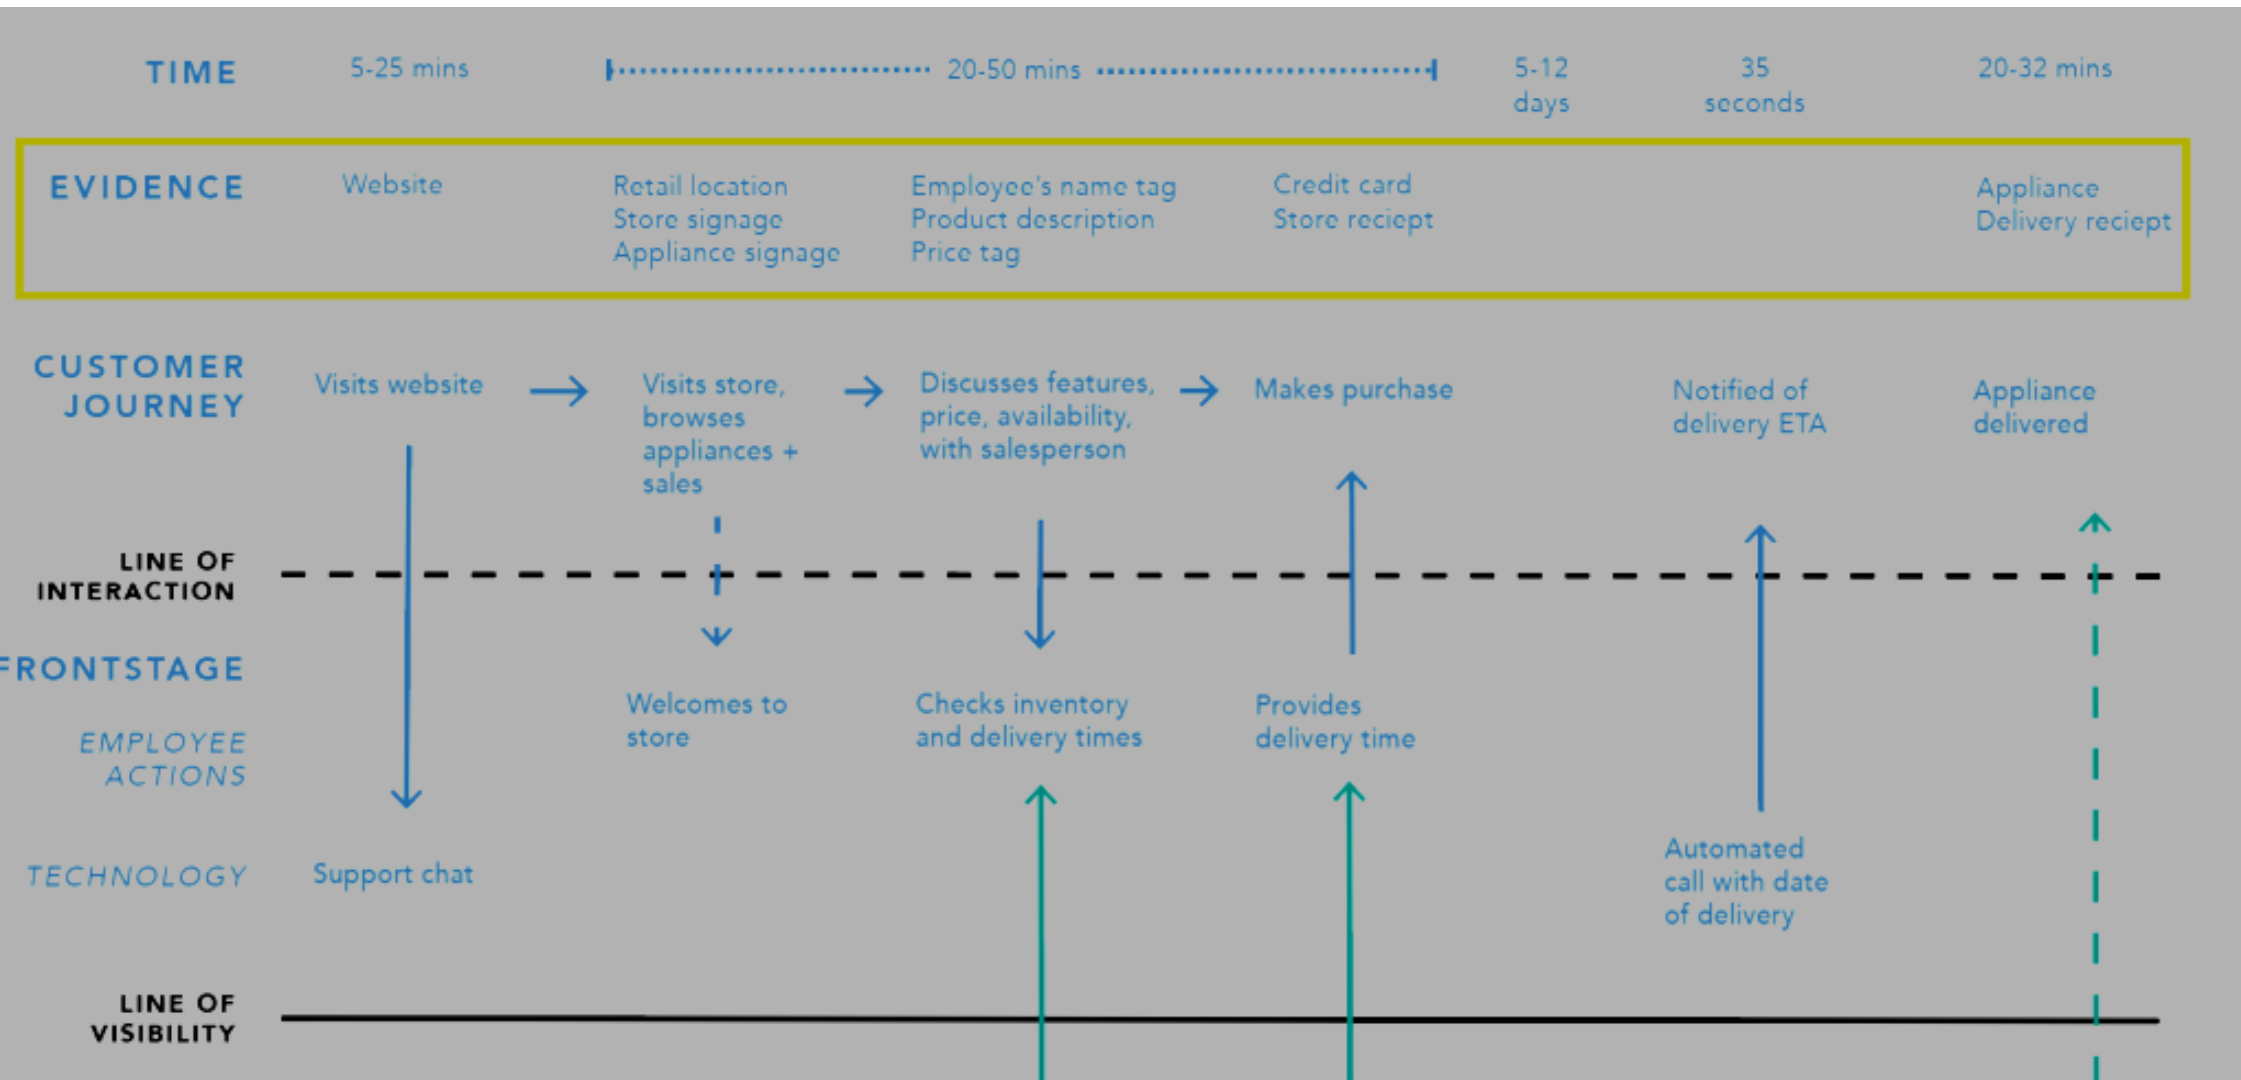 TIME
5-25 mins
20-50 mins
5-12
days
35
seconds
20-32 mins
EVIDENCE
Website
Retail location
Store signage
Appliance signage
Employee's name tag
Product description
Price tag
Credit card
Store reciept
Appliance
Delivery reciept
CUSTOMER
JOURNEY
Visits website
Visits store,
browses
appliances +
sales
Discusses features,
price, availability,
with salesperson
Makes purchase
Notified of
delivery ETA
Appliance
delivered
LINE OF
INTERACTION
FRONTSTAGE
EMPLOYEE
ACTIONS
Welcomes to
store
Checks inventory
and delivery times
Provides
delivery time
TECHNOLOGY
Support chat
Automated
call with date
of delivery
LINE OF
VISIBILITY